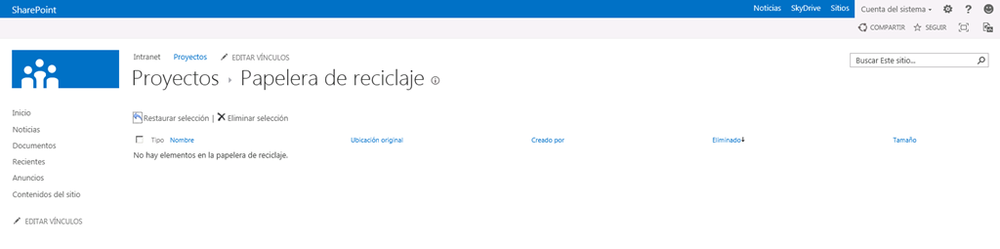 SharePoint Noticias SkyDrive Sitios Cuenta del sistema ?
COMPARTIR SEGUIR
Intranet Proyectos EDITAR VÍNCULOS
Proyectos Papelera de reciclaje
Buscar Este sitio...
Inicio
Noticias
Documentos
Recientes
Anuncios
Contenidos del sitio
EDITAR VÍNCULOS
Restaurar selección | Eliminar selección
Tipo Nombre Ubicación original Creado por Eliminado Tamaño
No hay elementos en la papelera de reciclaje.